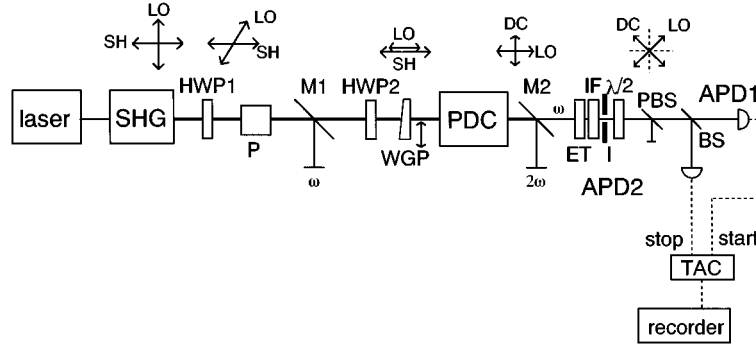 LO
SH
LO
SH
LO
SH
DC
LO
DC
LO
HWP1
M1
HWP2
M2
ω
IF
λ/2
PBS
APD1
laser
SHG
P
ω
WGP
PDC
2ω
ET
I
APD2
BS
stop
start
TAC
recorder